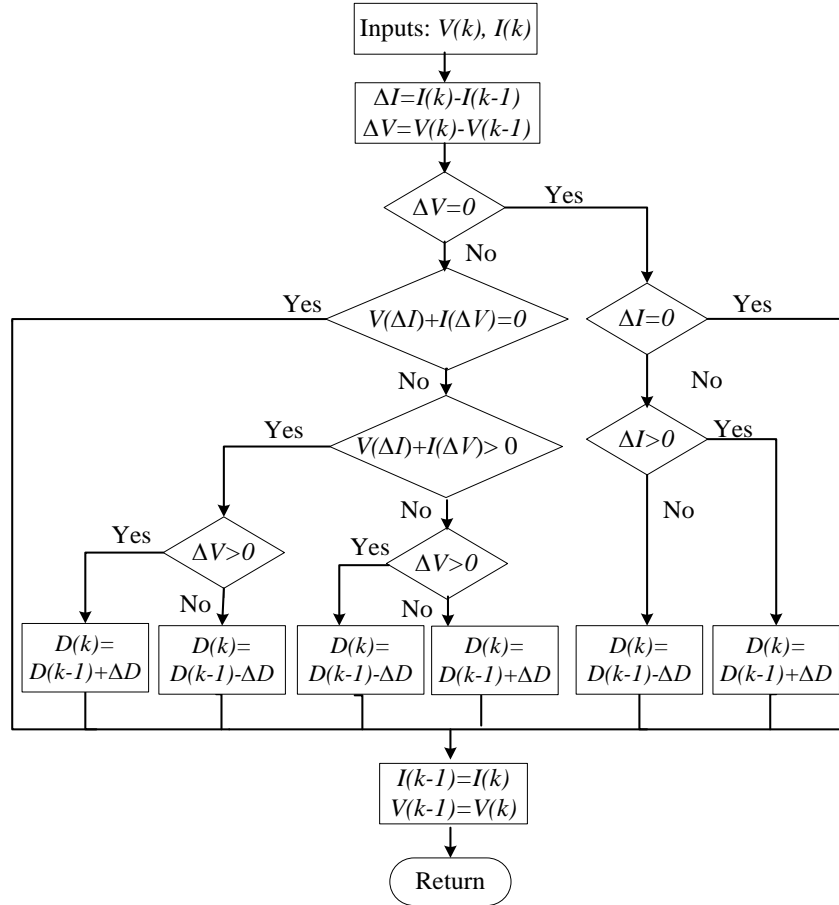 Inputs: V(k), I(k)
ΔI=I(k)-I(k-1)
ΔV=V(k)-V(k-1)
ΔV=0
Yes
No
Yes
V(ΔI)+I(ΔV)=0
ΔI=0
Yes
No
No
Yes
V(ΔI)+I(ΔV)> 0
ΔI>0
Yes
No
No
Yes
ΔV>0
Yes
ΔV>0
No
No
D(k)=
D(k-1)+ΔD
D(k)=
D(k-1)-ΔD
D(k)=
D(k-1)-ΔD
D(k)=
D(k-1)+ΔD
D(k)=
D(k-1)-ΔD
D(k)=
D(k-1)+ΔD
I(k-1)=I(k)
V(k-1)=V(k)
Return